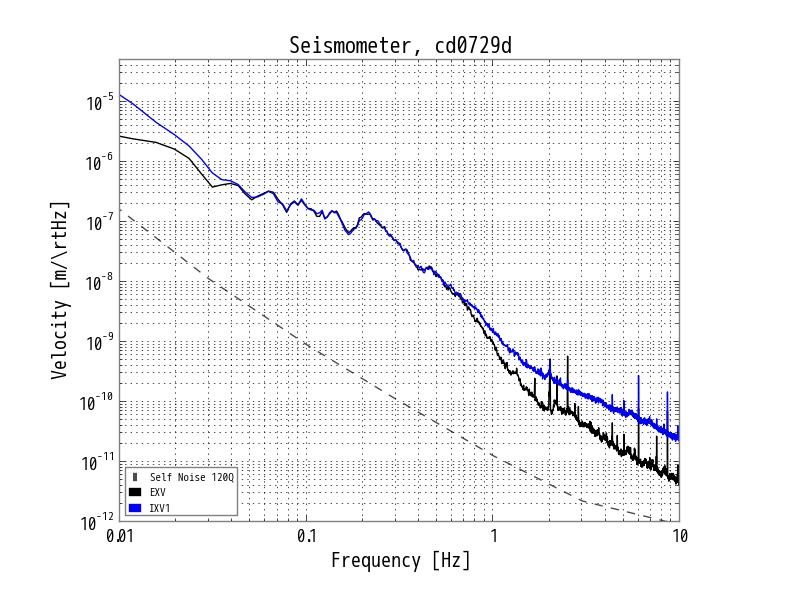 Seismometer, cd0729d
Velocity [m/\rtHz]
10^-5
10^-6
10^-7
10^-8
10^-9
10^-10
10^-11
10^-12
Self Noise 120Q
EXV
IXV1
0.01 0.1 1 10
Frequency [Hz]